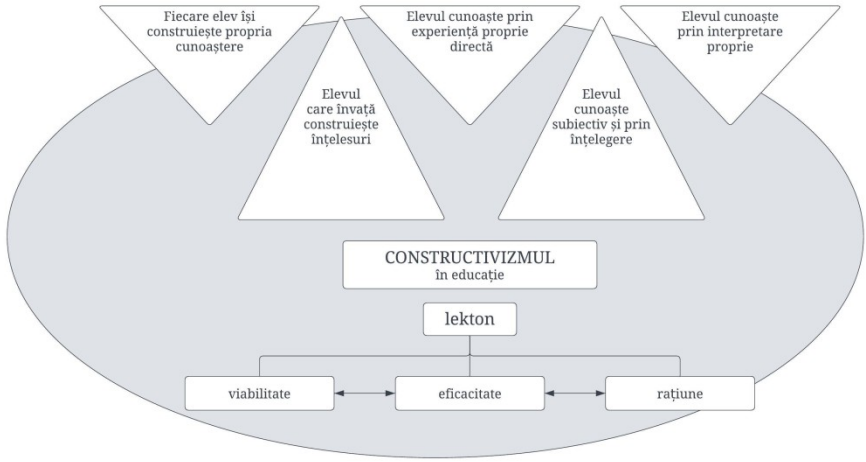 Fiecare elev își
construiește propria
cunoaștere
Elevul cunoaște prin
experiență proprie
directă
Elevul cunoaște
prin interpretare
proprie
Elevul
care învață
construiește
înțelesuri
Elevul
cunoaște
subiectiv și prin
înțelegere
CONSTRUCTIVIZMUL
în educație
lekton
viabilitate
eficacitate
rațiune